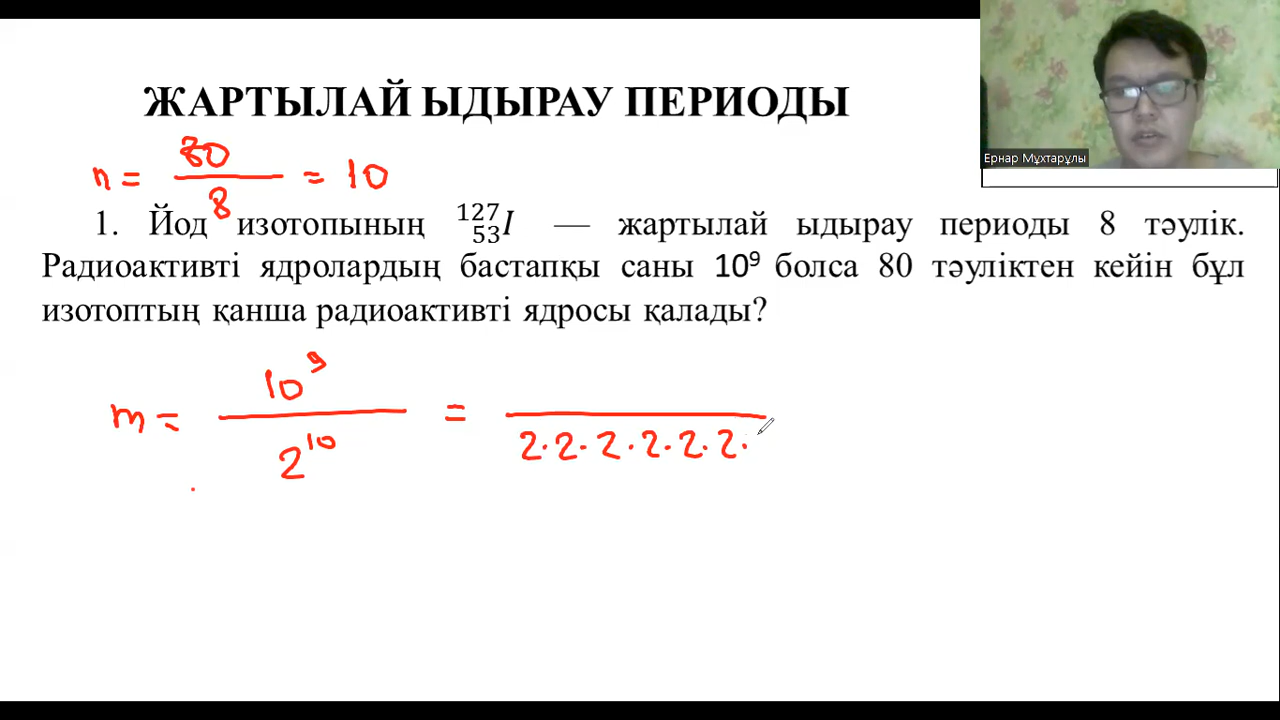 ЖАРТЫЛАЙ ЫДЫРАУ ПЕРИОДЫ
n = 80/8 = 10
Ернар Мұхтарұлы
1. Йод изотопының ¹²⁷₅₃I — жартылай ыдырау периоды 8 тәулік.
Радиоактивті ядролардың бастапқы саны 10⁹ болса 80 тәуліктен кейін бұл
изотоптың қанша радиоактивті ядросы қалады?
m = 10⁹/2¹⁰ = /2·2·2·2·2·2·